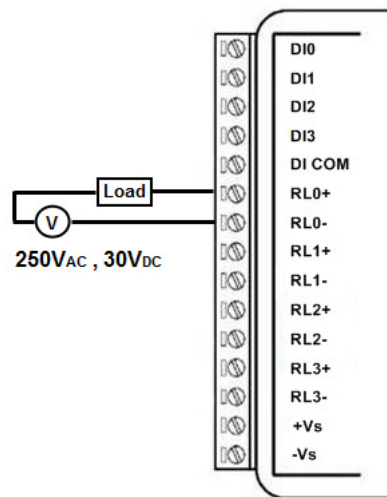 DI0
DI1
DI2
DI3
DI COM
RL0+
RL0-
RL1+
RL1-
RL2+
RL2-
RL3+
RL3-
+Vs
-Vs
Load
V
250VAC , 30VDC